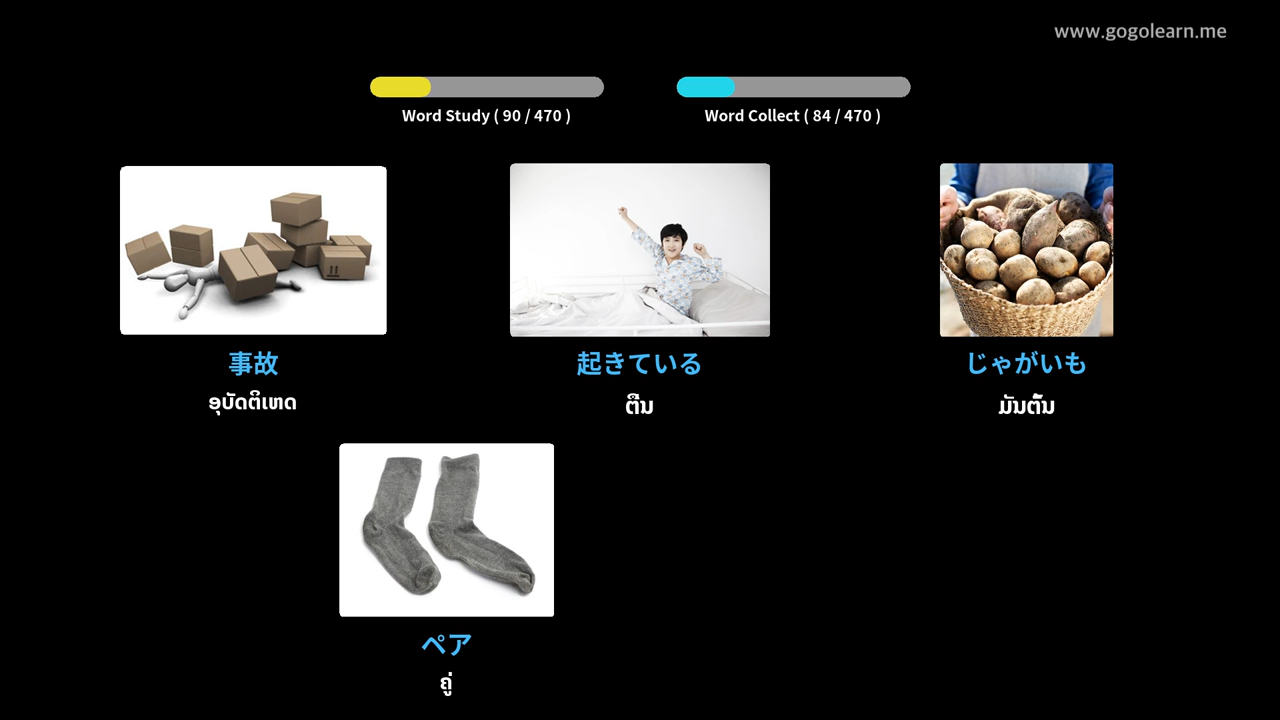 www.gogolearn.me
Word Study ( 90 / 470 )
Word Collect ( 84 / 470 )
事故
ອຸບັດຕິເຫດ
起きている
ຕື່ນ
じゃがいも
ມັນຕົ້ນ
ペア
ຄູ່